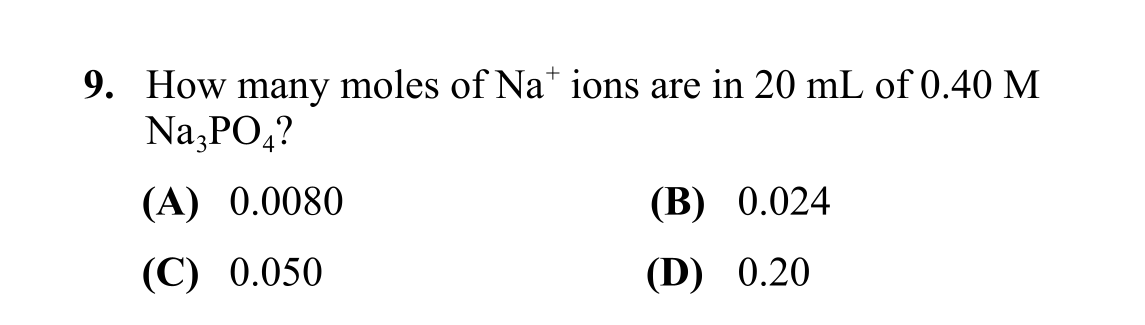 9. How many moles of Na⁺ ions are in 20 mL of 0.40 M
Na₃PO₄?
(A) 0.0080 (B) 0.024
(C) 0.050 (D) 0.20